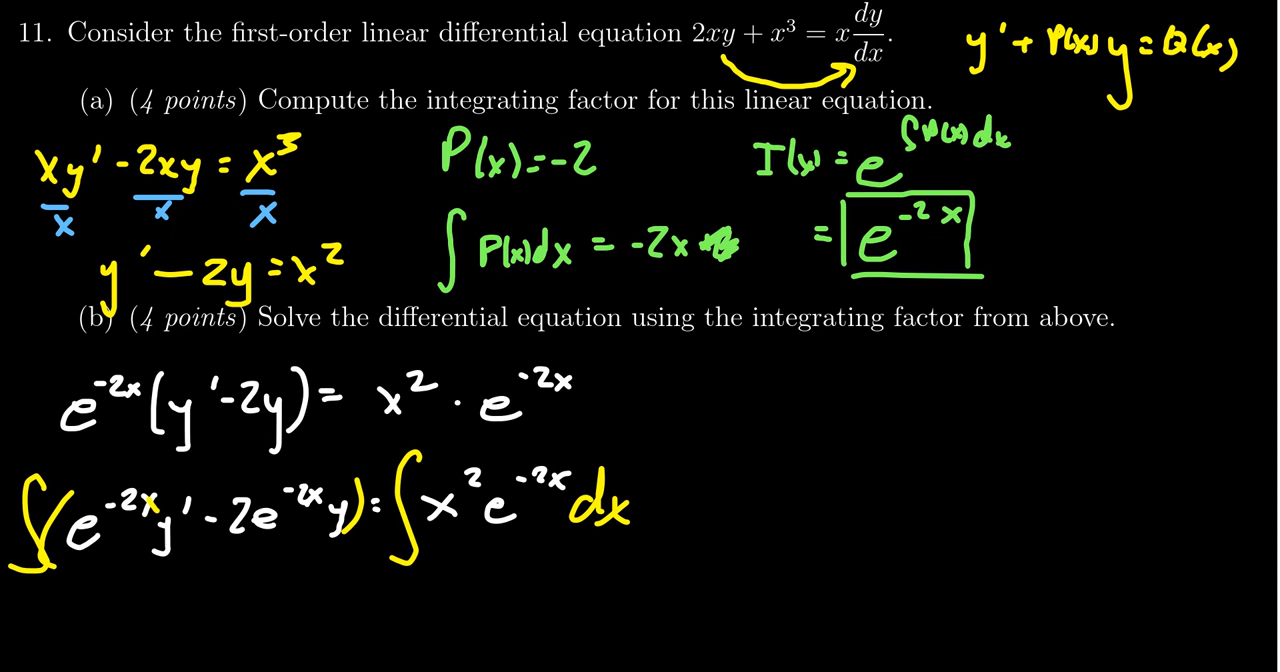 11. Consider the first-order linear differential equation 2xy + x³ = x dy/dx.
y' + P(x)y = Q(x)
(a) (4 points) Compute the integrating factor for this linear equation.
xy' - 2xy = x³
x x x
P(x) = -2
I(x) = e^∫P(x)dx
y' - 2y = x²
∫P(x)dx = -2x
= e^-2x
(b) (4 points) Solve the differential equation using the integrating factor from above.
e^-2x(y' - 2y) = x² · e^-2x
∫(e^-2x y' - 2e^-2x y) = ∫x² e^-2x dx